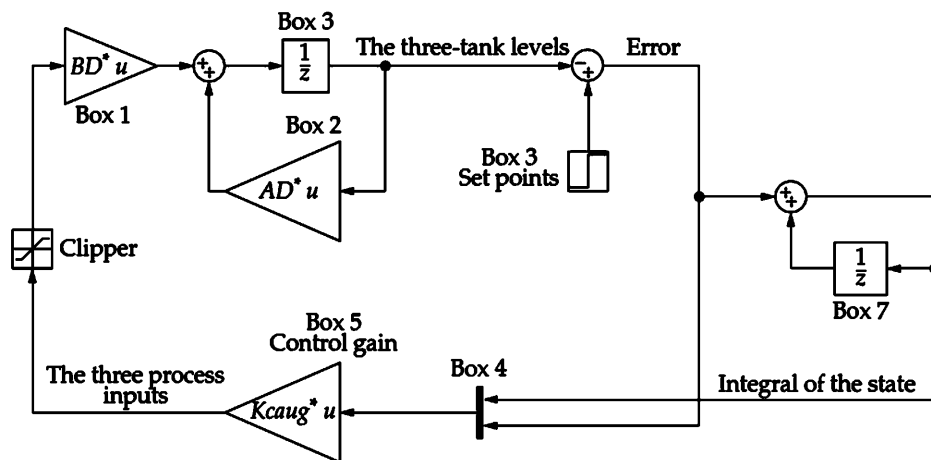 Box 3
The three-tank levels
Error
BD* u
+
+
1
z
-
+
Box 1
Box 2
AD* u
Box 3
Set points
+
+
Clipper
1
z
Box 7
Box 5
Control gain
Box 4
The three process
inputs
Kcaug* u
Integral of the state